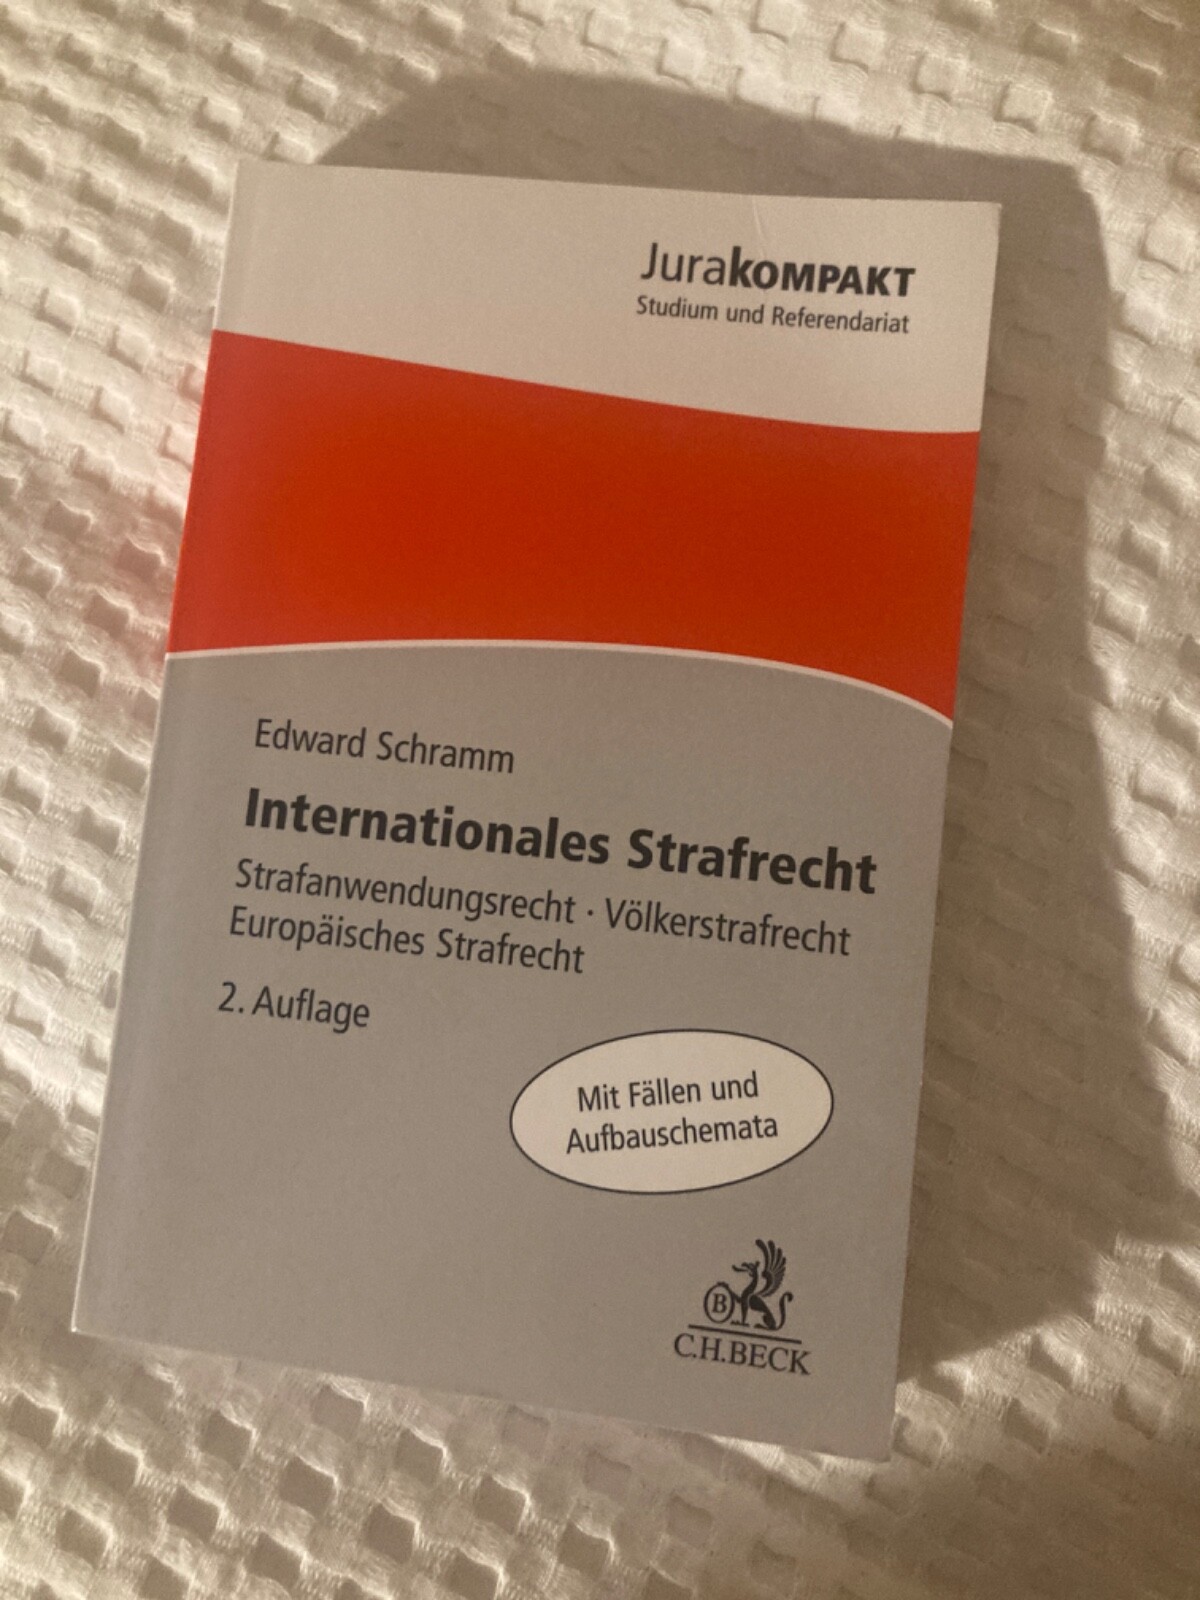 JuraKOMPAKT
Studium und Referendariat
Edward Schramm
Internationales Strafrecht
Strafanwendungsrecht · Völkerstrafrecht
Europäisches Strafrecht
2. Auflage
Mit Fällen und
Aufbauschemata
B
C.H.BECK